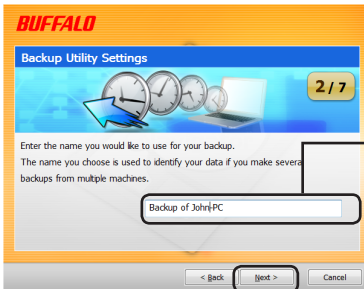 BUFFALO
Backup Utility Settings
2 / 7
Enter the name you would like to use for your backup.
The name you choose is used to identify your data if you make severa
backups from multiple machines.
Backup of John-PC
< Back
Next >
Cancel